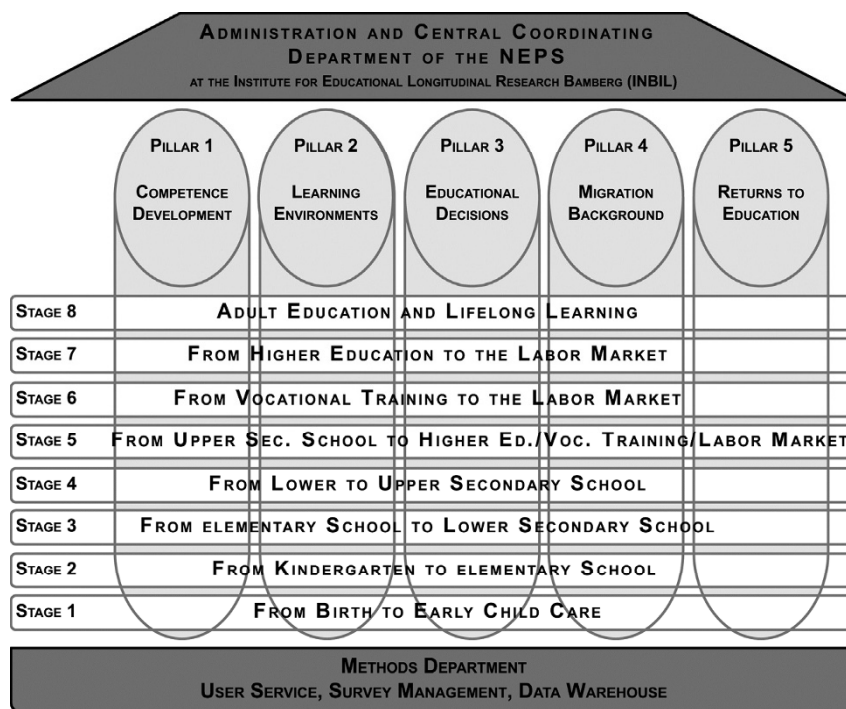 Administration and Central Coordinating
Department of the NEPS
at the Institute for Educational Longitudinal Research Bamberg (INBIL)
Pillar 1
Competence
Development
Pillar 2
Learning
Environments
Pillar 3
Educational
Decisions
Pillar 4
Migration
Background
Pillar 5
Returns to
Education
Stage 8 Adult Education and Lifelong Learning
Stage 7 From Higher Education to the Labor Market
Stage 6 From Vocational Training to the Labor Market
Stage 5 From Upper Sec. School to Higher Ed./Voc. Training/Labor Market
Stage 4 From Lower to Upper Secondary School
Stage 3 From elementary School to Lower Secondary School
Stage 2 From Kindergarten to elementary School
Stage 1 From Birth to Early Child Care
Methods Department
User Service, Survey Management, Data Warehouse